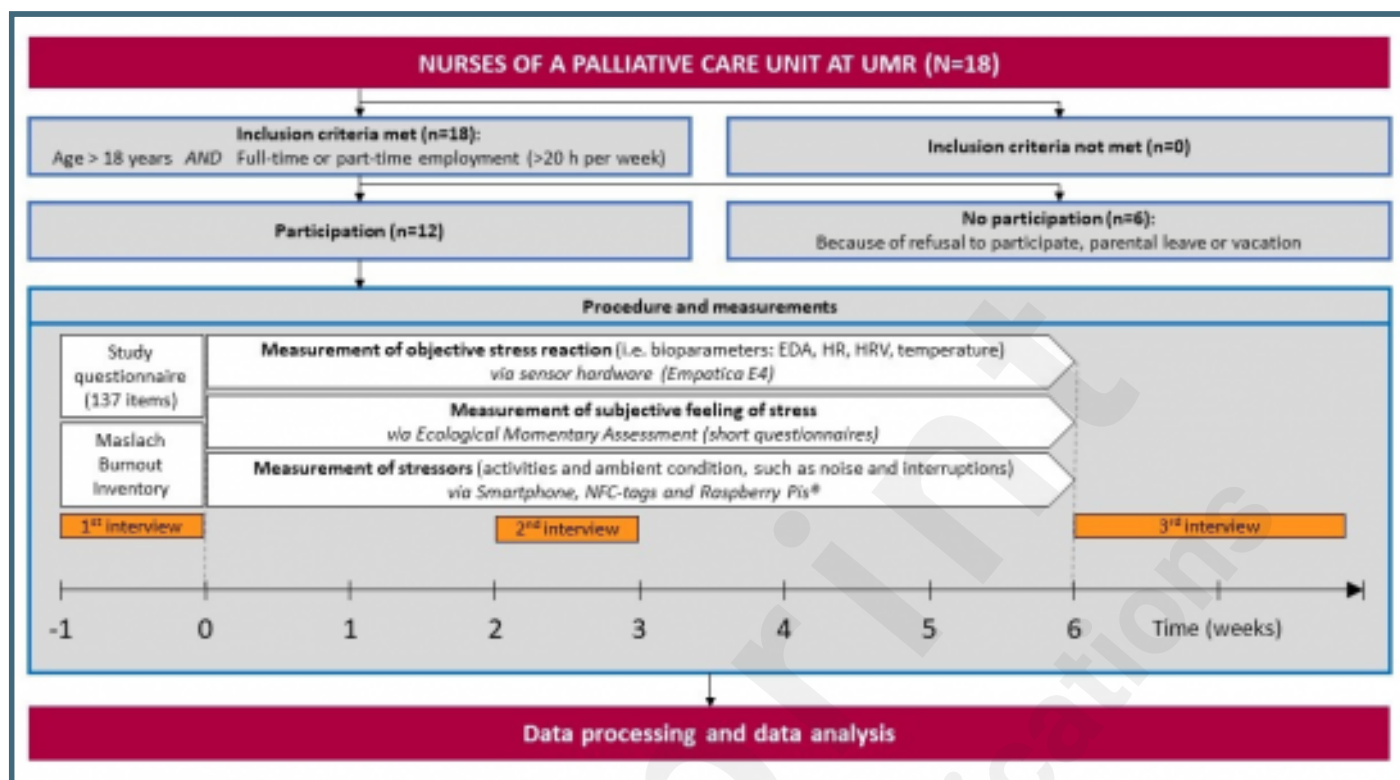 NURSES OF A PALLIATIVE CARE UNIT AT UMR (N=18)
Inclusion criteria met (n=18):
Age > 18 years AND Full-time or part-time employment (>20 h per week)
Inclusion criteria not met (n=0)
Participation (n=12)
No participation (n=6):
Because of refusal to participate, parental leave or vacation
Procedure and measurements
Study
questionnaire
(137 items)
Maslach
Burnout
Inventory
Measurement of objective stress reaction (i.e. bioparameters: EDA, HR, HRV, temperature)
via sensor hardware (Empatica E4)
Measurement of subjective feeling of stress
via Ecological Momentary Assessment (short questionnaires)
Measurement of stressors (activities and ambient condition, such as noise and interruptions)
via Smartphone, NFC-tags and Raspberry Pis®
1st interview
2nd interview
3rd interview
-1 0 1 2 3 4 5 6 Time (weeks)
Data processing and data analysis